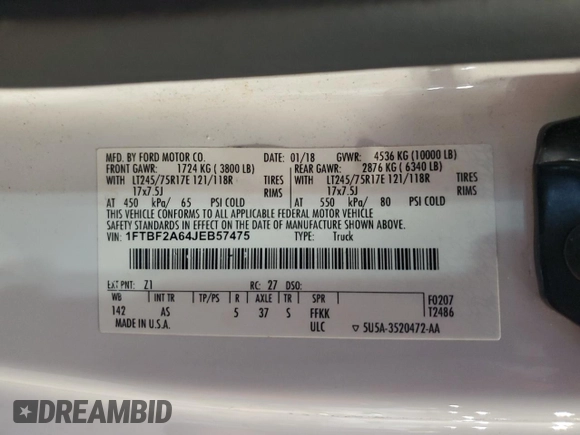 MFD. BY FORD MOTOR CO. DATE: 01/18 GVWR: 4536 KG (10000 LB)
FRONT GAWR: 1724 KG ( 3800 LB) REAR GAWR: 2876 KG ( 6340 LB)
WITH LT245/75R17E 121/118R TIRES WITH LT245/75R17E 121/118R TIRES
17x7.5J 17x7.5J
AT 450 kPa/ 65 PSI COLD AT 550 kPa/ 80 PSI COLD
THIS VEHICLE CONFORMS TO ALL APPLICABLE FEDERAL MOTOR VEHICLE
SAFETY STANDARDS IN EFFECT ON THE DATE OF MANUFACTURE SHOWN ABOVE.
VIN: 1FTBF2A64JEB57475 TYPE: Truck
EXT PNT: Z1 RC: 27 DSO:
WB INT TR TP/PS R AXLE TR SPR F0207
142 AS 5 37 S FFKK T2486
MADE IN U.S.A. ULC ▽ 5U5A-3520472-AA
DREAMBID